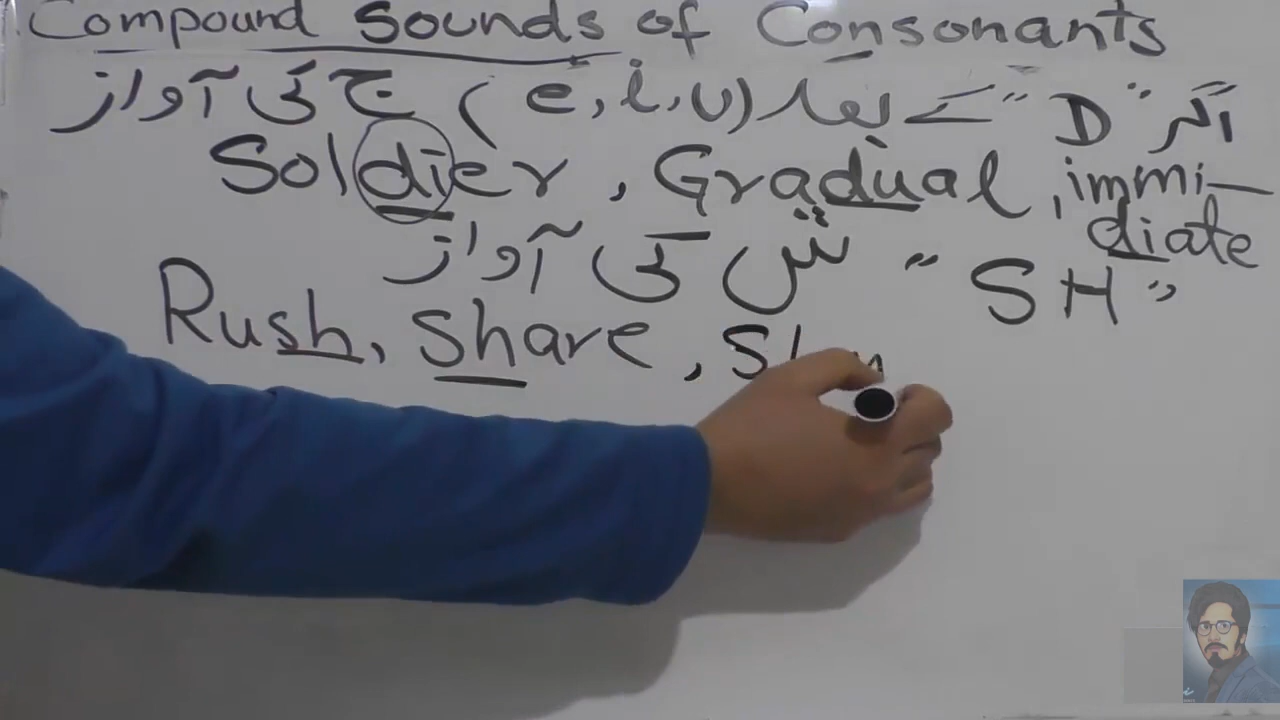 Compound Sounds of Consonants
اگر "D" کے بعد (e, i, u) ج کی آواز
Soldier, Gradual, immi-
diate
"SH" ش کی آواز
Rush, Share,